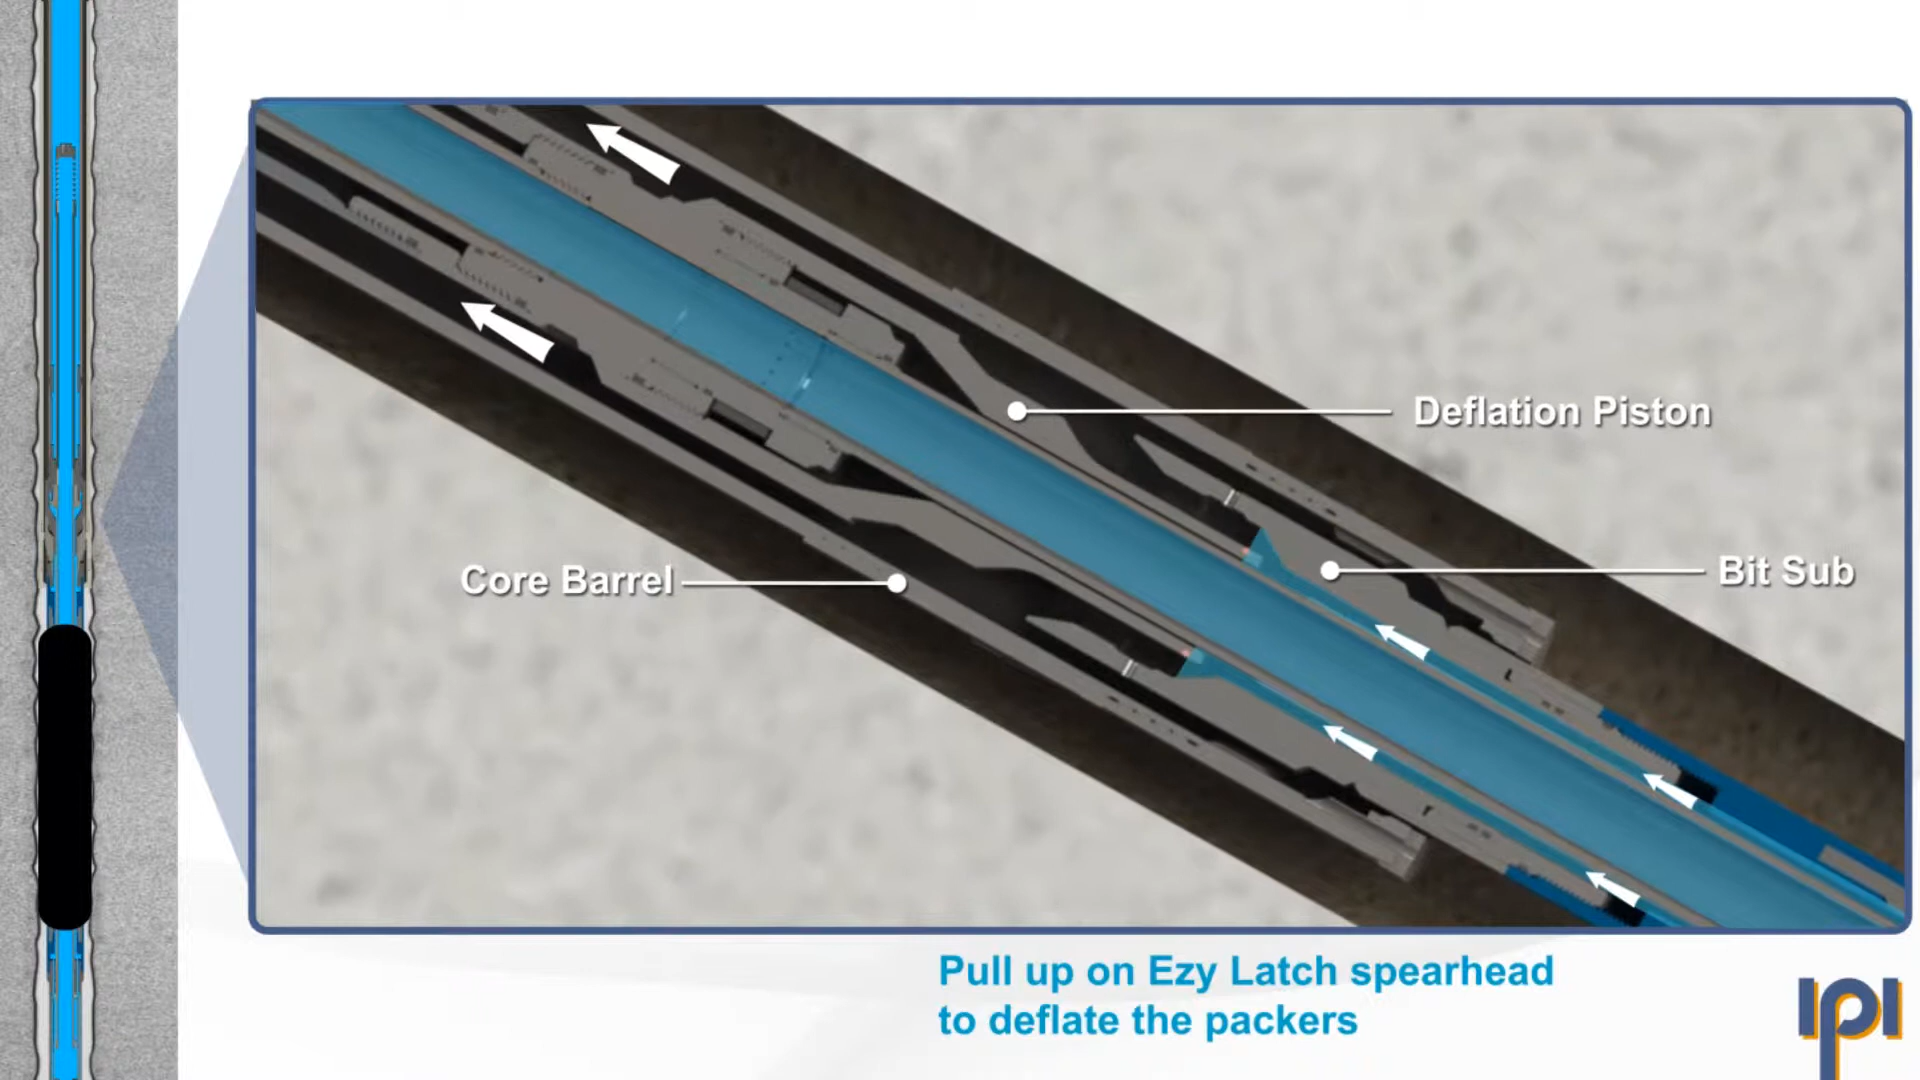 Deflation Piston
Bit Sub
Core Barrel
Pull up on Ezy Latch spearhead
to deflate the packers
IPI